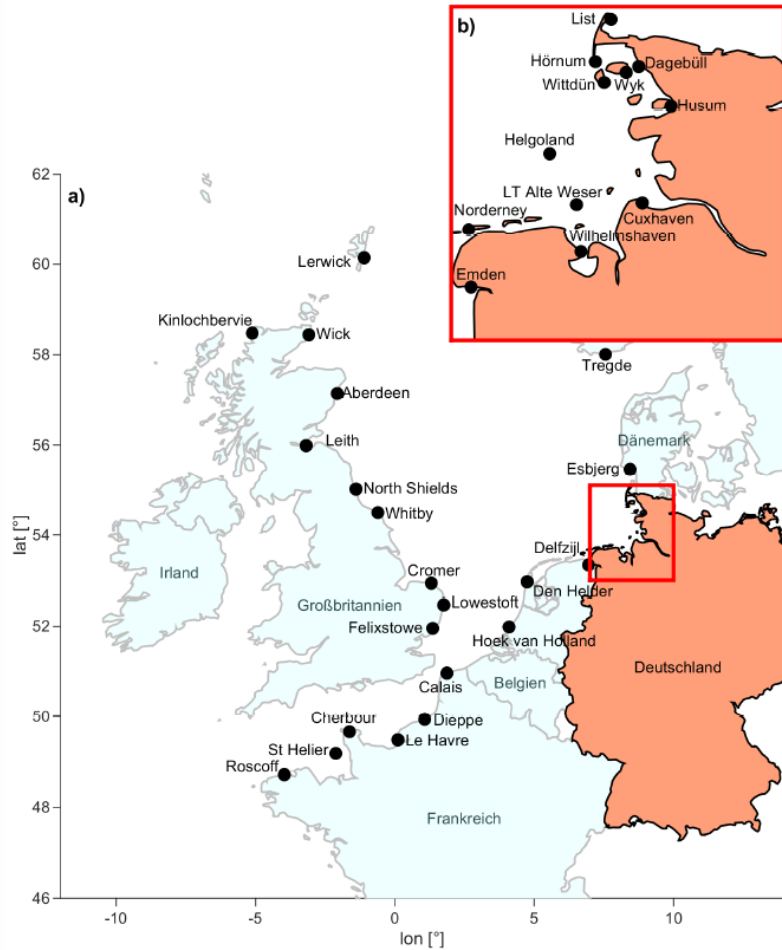 b)
List
Hörnum
Dagebüll
Wittdün
Wyk
Husum
Helgoland
LT Alte Weser
Norderney
Cuxhaven
Wilhelmshaven
Emden
a)
62
60
58
56
54
52
50
48
46
lat [°]
Lerwick
Kinlochbervie
Wick
Tregde
Aberdeen
Leith
Dänemark
Esbjerg
North Shields
Whitby
Delfzijl
Irland
Cromer
Den Helder
Großbritannien
Lowestoft
Felixstowe
Hoek van Holland
Deutschland
Calais
Belgien
Cherbour
Dieppe
St Helier
Le Havre
Roscoff
Frankreich
-10
-5
0
5
10
lon [°]